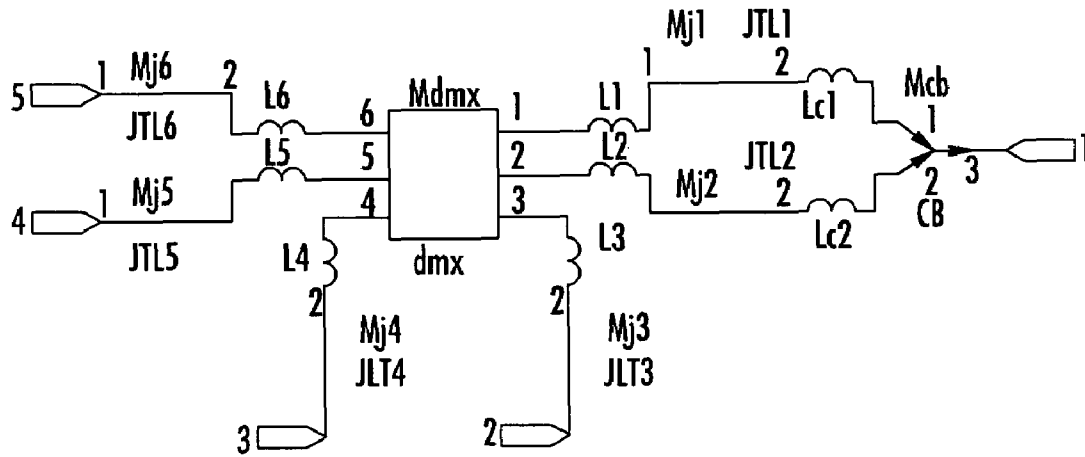 Mj1 JTL1
1 Mj6 2
5
JTL6
L6
6
Mdmx
1
L1
1
2
Lc1
Mcb
1
L5
5
2
L2
JTL2
1
1 Mj5
4
JTL5
4
3
Mj2
2
2
3
CB
Lc2
L4
2
dmx
L3
2
Mj4
JLT4
Mj3
JLT3
3
2